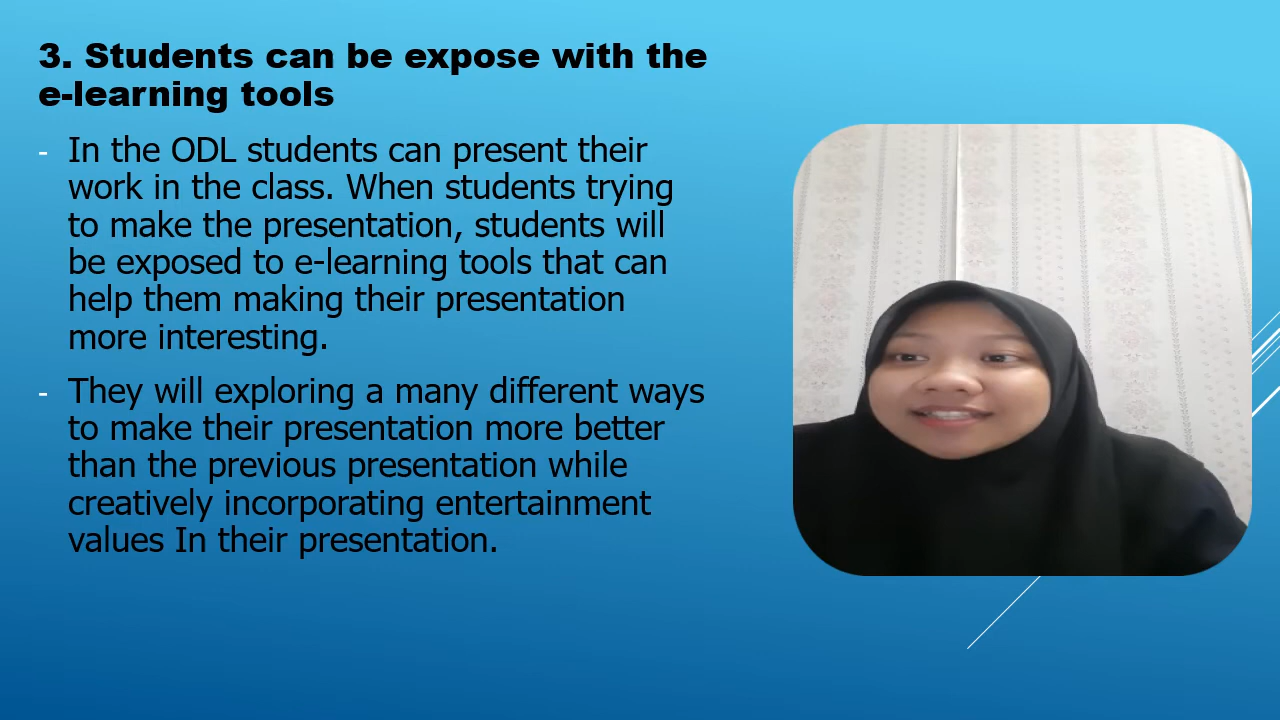 3. Students can be expose with the
e-learning tools
- In the ODL students can present their
work in the class. When students trying
to make the presentation, students will
be exposed to e-learning tools that can
help them making their presentation
more interesting.
- They will exploring a many different ways
to make their presentation more better
than the previous presentation while
creatively incorporating entertainment
values In their presentation.